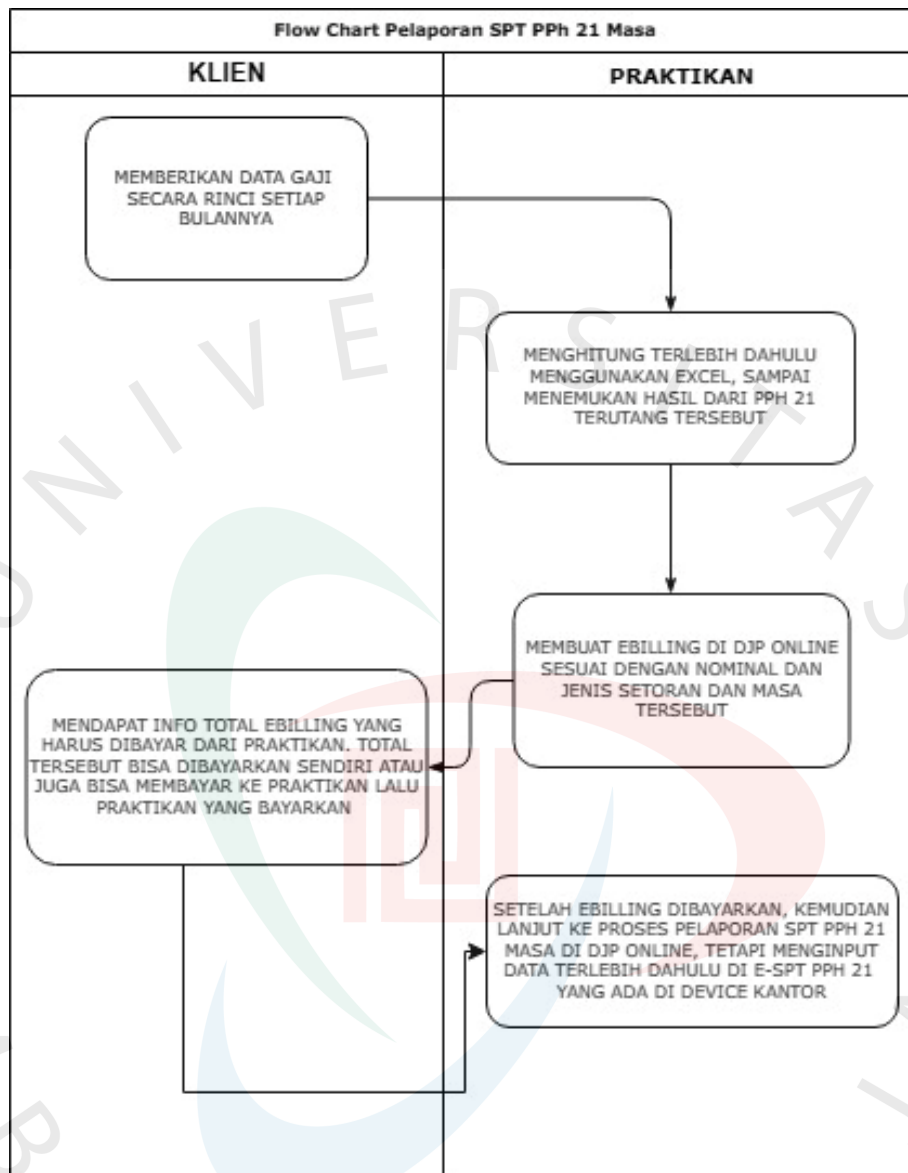 Flow Chart Pelaporan SPT PPh 21 Masa
KLIEN
PRAKTIKAN
MEMBERIKAN DATA GAJI
SECARA RINCI SETIAP
BULANNYA
MENGHITUNG TERLEBIH DAHULU
MENGGUNAKAN EXCEL, SAMPAI
MENEMUKAN HASIL DARI PPH 21
TERUTANG TERSEBUT
MEMBUAT EBILLING DI DJP ONLINE
SESUAI DENGAN NOMINAL DAN
JENIS SETORAN DAN MASA
TERSEBUT
MENDAPAT INFO TOTAL EBILLING YANG
HARUS DIBAYAR DARI PRAKTIKAN. TOTAL
TERSEBUT BISA DIBAYARKAN SENDIRI ATAU
JUGA BISA MEMBAYAR KE PRAKTIKAN LALU
PRAKTIKAN YANG BAYARKAN
SETELAH EBILLING DIBAYARKAN, KEMUDIAN
LANJUT KE PROSES PELAPORAN SPT PPH 21
MASA DI DJP ONLINE, TETAPI MENGINPUT
DATA TERLEBIH DAHULU DI E-SPT PPH 21
YANG ADA DI DEVICE KANTOR
UNIVERSITAS